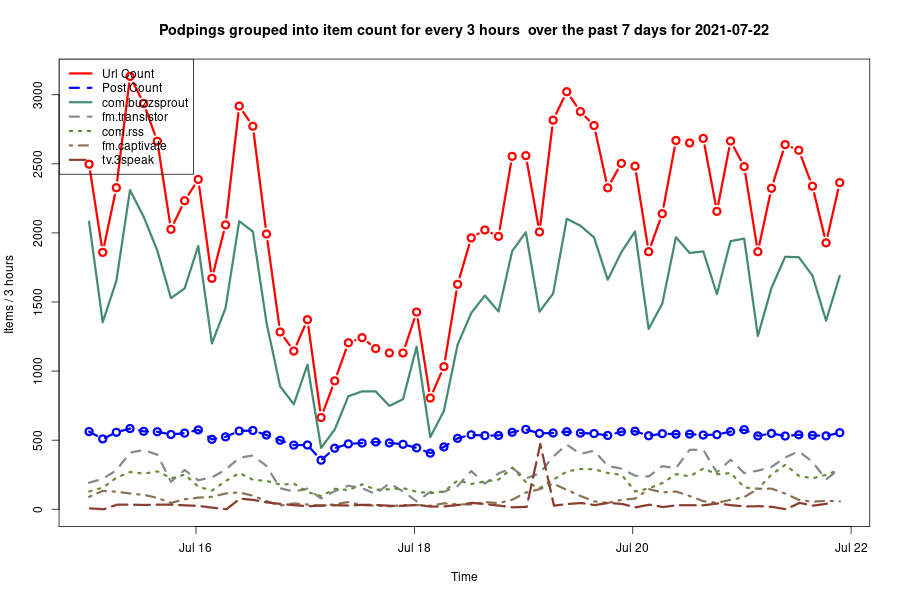 Podpings grouped into item count for every 3 hours  over the past 7 days for 2021-07-22
Url Count
Post Count
com.buzzsprout
fm.transistor
com.rss
fm.captivate
tv.3speak
3000
2500
2000
1500
1000
500
0
Items / 3 hours
Jul 16
Jul 18
Jul 20
Jul 22
Time